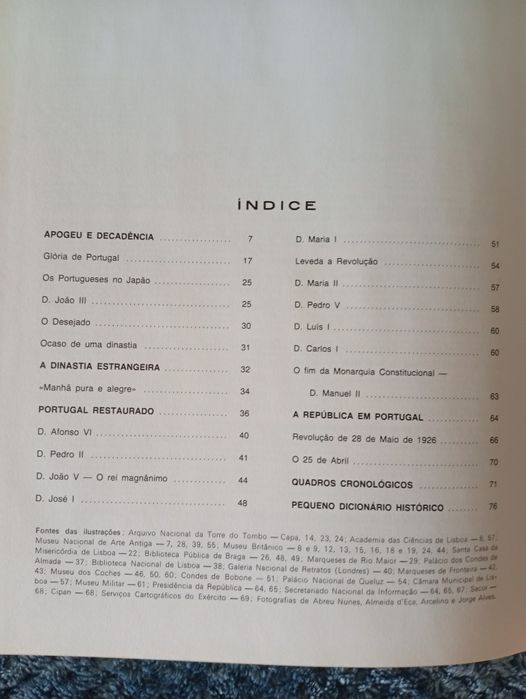 ÍNDICE
APOGEU E DECADÊNCIA .................. 7
Glória de Portugal .................. 17
Os Portugueses no Japão .................. 25
D. João III .................. 25
O Desejado .................. 30
Ocaso de uma dinastia .................. 31
A DINASTIA ESTRANGEIRA .................. 32
«Manhã pura e alegre» .................. 34
PORTUGAL RESTAURADO .................. 36
D. Afonso VI .................. 40
D. Pedro II .................. 41
D. João V — O rei magnânimo .................. 44
D. José I .................. 48
D. Maria I .................. 51
Leveda a Revolução .................. 54
D. Maria II .................. 57
D. Pedro V .................. 58
D. Luís I .................. 60
D. Carlos I .................. 60
O fim da Monarquia Constitucional —
D. Manuel II .................. 63
A REPÚBLICA EM PORTUGAL .................. 64
Revolução de 28 de Maio de 1926 .................. 66
O 25 de Abril .................. 70
QUADROS CRONOLÓGICOS .................. 71
PEQUENO DICIONÁRIO HISTÓRICO .................. 76
Fontes das ilustrações: Arquivo Nacional da Torre do Tombo — Capa, 14, 23, 24; Academia das Ciências de Lisboa — 8, 57;
Museu Nacional de Arte Antiga — 7, 28, 39, 55; Museu Britânico — 8 e 9, 12, 13, 15, 16, 18 e 19, 24, 44; Santa Casa da
Misericórdia de Lisboa — 22; Biblioteca Pública de Braga — 26, 48, 49; Marqueses de Rio Maior — 29; Palácio dos Condes de
Almada — 37; Biblioteca Nacional de Lisboa — 38; Galeria Nacional de Retratos (Londres) — 40; Marqueses de Fronteira — 42,
43; Museu dos Coches — 46, 50, 60; Condes de Bobone — 51; Palácio Nacional de Queluz — 54; Câmara Municipal de Lis-
boa — 57; Museu Militar — 61; Presidência da República — 64, 65; Secretariado Nacional da Informação — 64, 65, 67; Sacor —
68; Cipan — 68; Serviços Cartográficos do Exército — 69; Fotografias de Abreu Nunes, Almeida d'Eça, Arcelino e Jorge Alves.